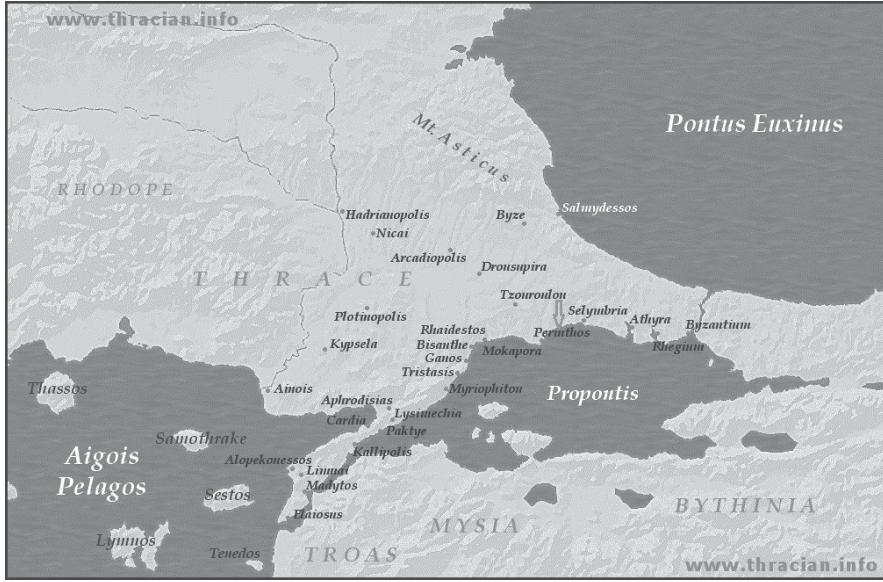 www.thracian.info
Pontus Euxinus
Mt. Asticus
RHODOPE
Salmydessos
Hadrianopolis
Byze
Nicai
Arcadiopolis
Drousupira
THRACE
Tzouroulon
Plotinopolis
Selymbria
Athyra
Byzantium
Rhaidestos
Perinthos
Kypsela
Bisanthe
Rhegium
Mokapora
Ganos
Tristasis
Thassos
Ainois
Myriophitou
Propontis
Aphrodisias
Lysimechia
Cardia
Paktye
Samothrake
Kallipolis
Aigois
Pelagos
Alopekonessos
Limnai
Madytos
Sestos
BYTHINIA
Elaiosus
MYSIA
Lymnos
Tenedos
TROAS
www.thracian.info